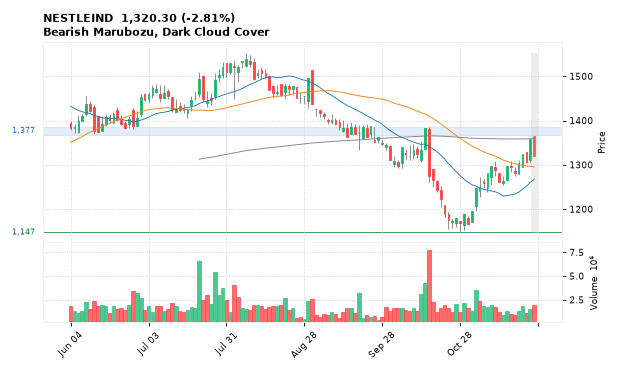 NESTLEIND 1,320.30 (-2.81%)
Bearish Marubozu, Dark Cloud Cover
1500
1400
1,377
1300
1200
1,147
Price
7.5
5.0
2.5
Volume 10⁶
Jun 04
Jul 03
Jul 31
Aug 28
Sep 28
Oct 28